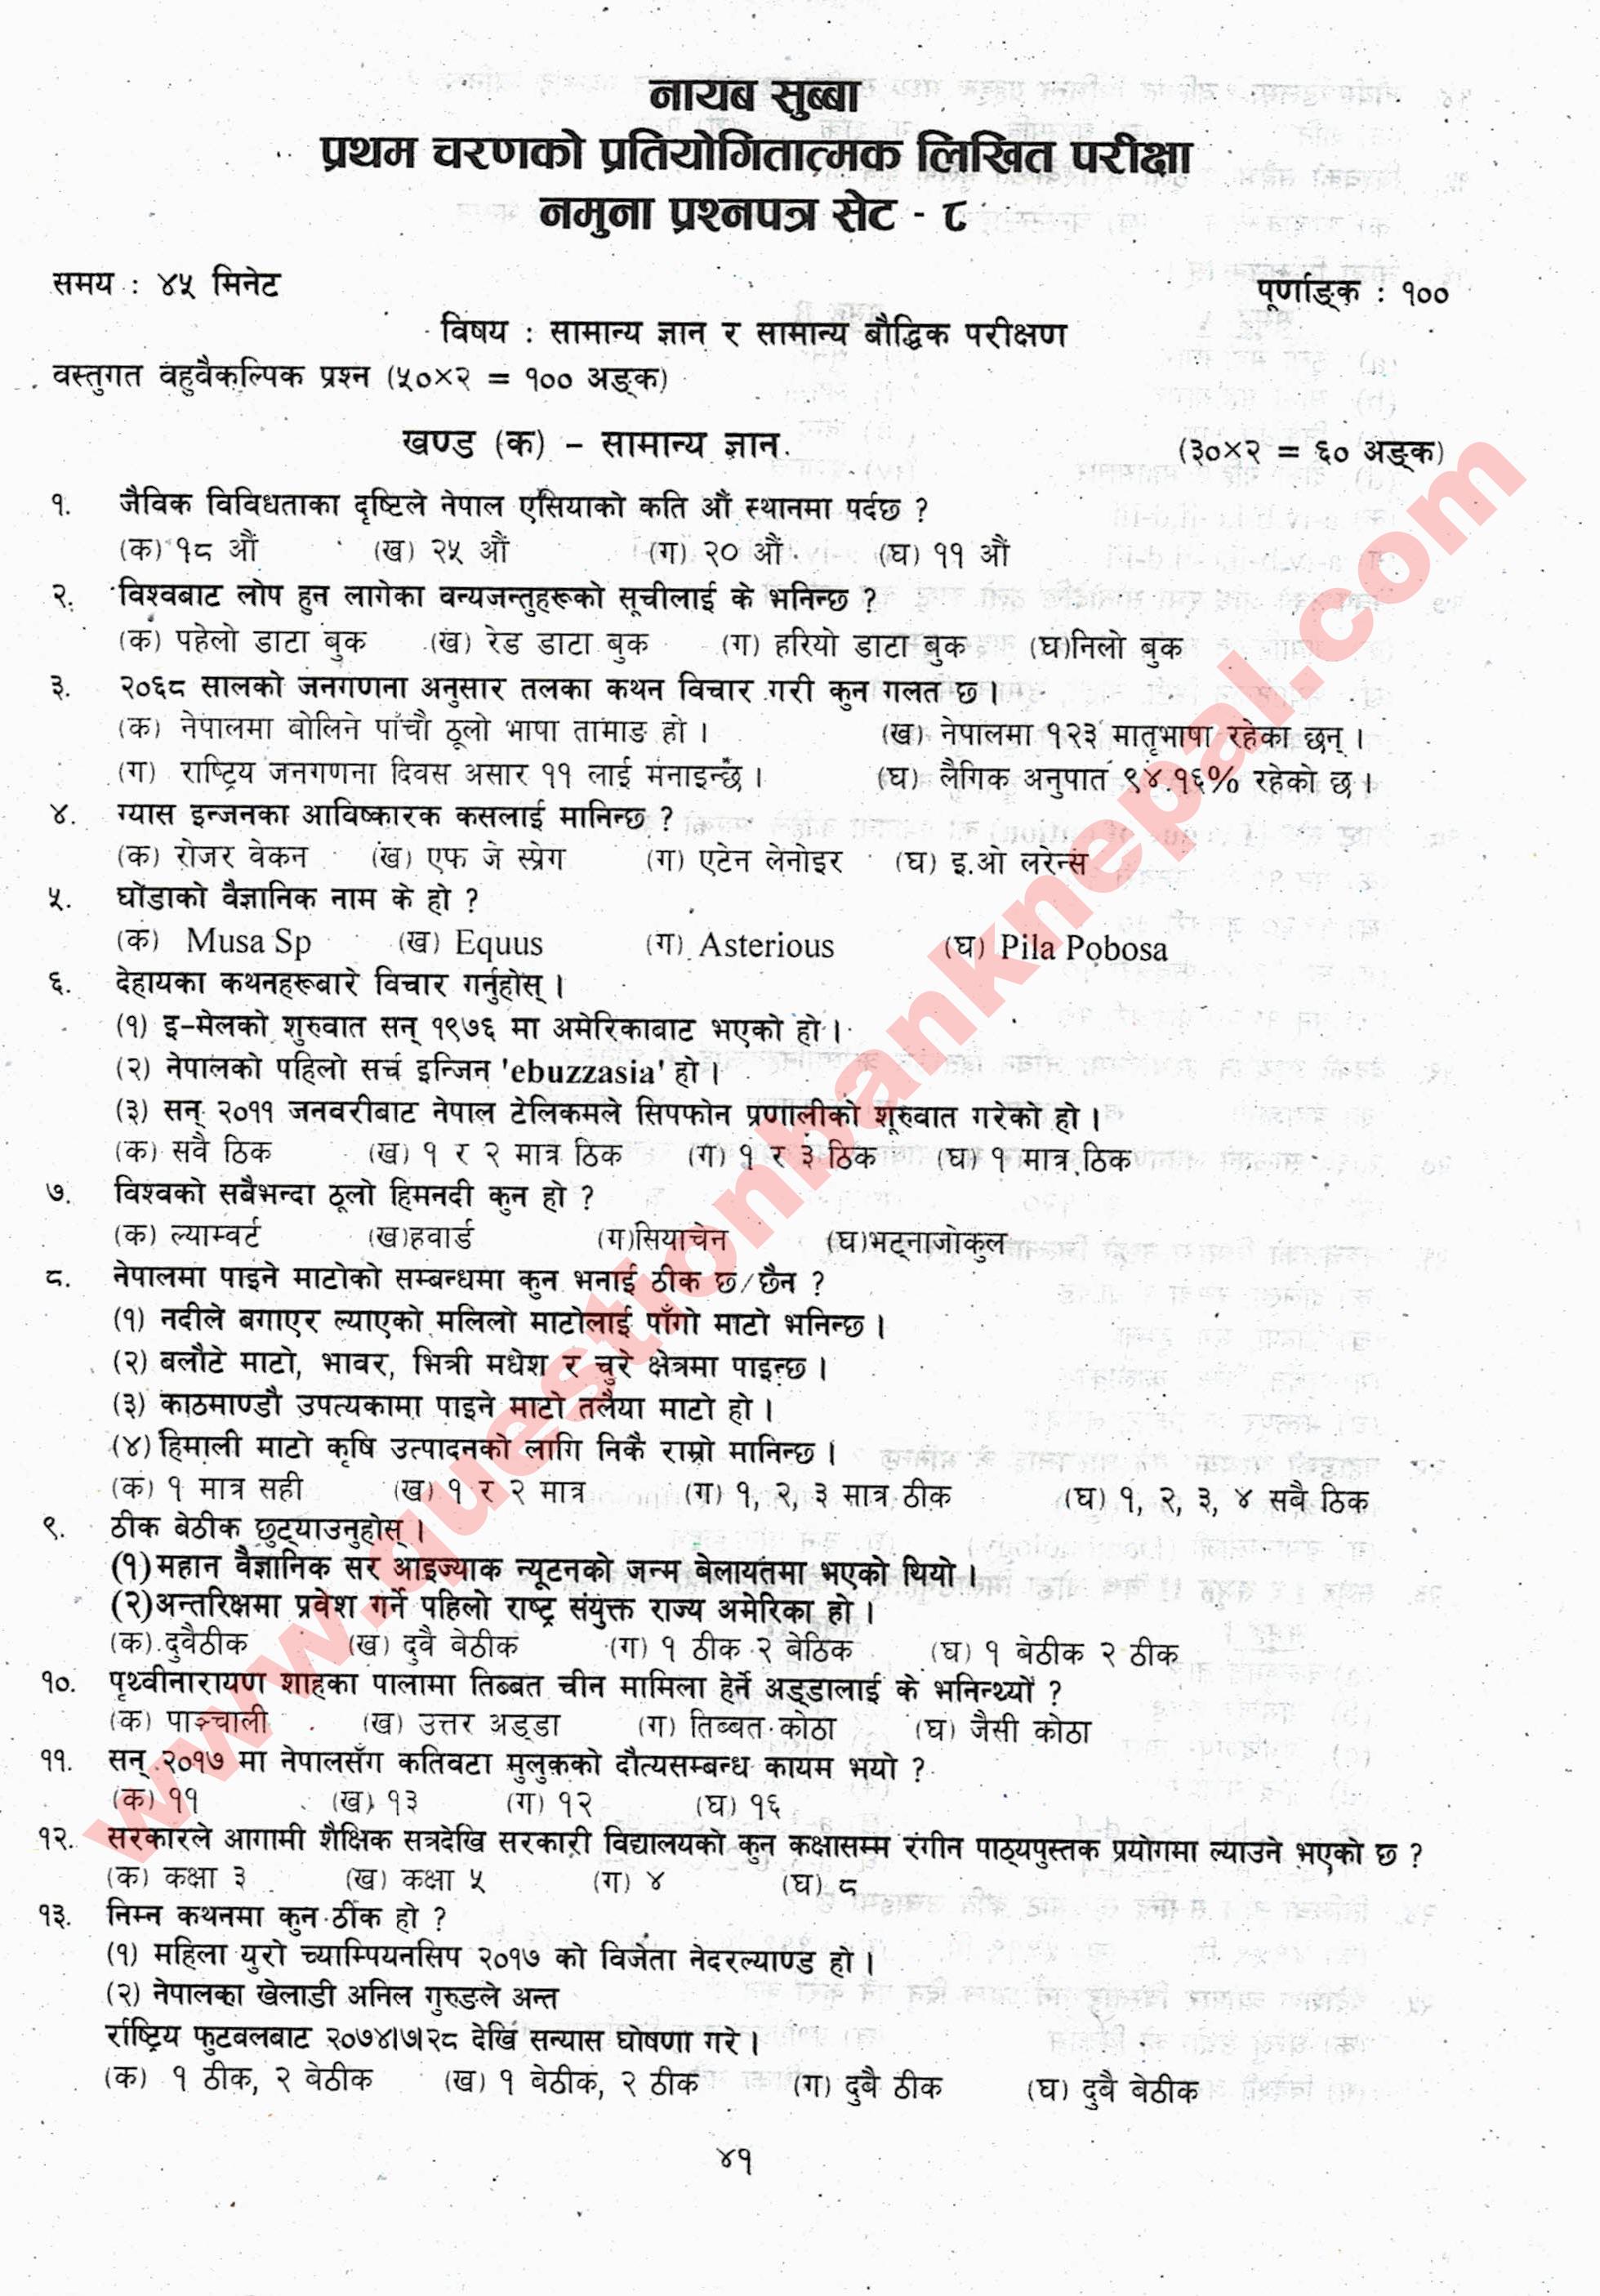 नायब सुब्बा
प्रथम चरणको प्रतियोगितात्मक लिखित परीक्षा
नमुना प्रश्नपत्र सेट - ८
समय : ४५ मिनेट पूर्णाङ्क : १००
विषय : सामान्य ज्ञान र सामान्य बौद्धिक परीक्षण
वस्तुगत वहुवैकल्पिक प्रश्न (५०×२ = १०० अङ्क)
खण्ड (क) – सामान्य ज्ञान. (३०×२ = ६० अङ्क)
१. जैविक विविधताका दृष्टिले नेपाल एसियाको कति औं स्थानमा पर्दछ ?
(क) १८ औं (ख) २५ औं (ग) २० औं (घ) ११ औं
२. विश्वबाट लोप हुन लागेका वन्यजन्तुहरूको सूचीलाई के भनिन्छ ?
(क) पहेलो डाटा बुक (ख) रेड डाटा बुक (ग) हरियो डाटा बुक (घ)निलो बुक
३. २०६८ सालको जनगणना अनुसार तलका कथन विचार गरी कुन गलत छ ।
(क) नेपालमा बोलिने पाँचौ ठूलो भाषा तामाङ हो । (ख) नेपालमा १२३ मातृभाषा रहेका छन् ।
(ग) राष्ट्रिय जनगणना दिवस असार ११ लाई मनाइन्छ । (घ) लैगिक अनुपात ९४.१६% रहेको छ ।
४. ग्यास इन्जनका आविष्कारक कसलाई मानिन्छ ?
(क) रोजर वेकन (ख) एफ जे स्प्रेग (ग) एटेन लेनोइर (घ) इ.ओ लरेन्स
५. घोडाको वैज्ञानिक नाम के हो ?
(क) Musa Sp (ख) Equus (ग) Asterious (घ) Pila Pobosa
६. देहायका कथनहरूबारे विचार गर्नुहोस् ।
(१) इ-मेलको शुरुवात सन् १९७६ मा अमेरिकाबाट भएको हो ।
(२) नेपालको पहिलो सर्च इन्जिन 'ebuzzasia' हो ।
(३) सन् २०११ जनवरीबाट नेपाल टेलिकमले सिपफोन प्रणालीको शूरुवात गरेको हो ।
(क) सवै ठिक (ख) १ र २ मात्र ठिक (ग) १ र ३ ठिक (घ) १ मात्र ठिक
७. विश्वको सबैभन्दा ठूलो हिमनदी कुन हो ?
(क) ल्याम्वर्ट (ख)हवार्ड (ग)सियाचेन (घ)भट्नाजोकुल
८. नेपालमा पाइने माटोको सम्बन्धमा कुन भनाई ठीक छ/छैन ?
(१) नदीले बगाएर ल्याएको मलिलो माटोलाई पाँगो माटो भनिन्छ ।
(२) बलौटे माटो, भावर, भित्री मधेश र चुरे क्षेत्रमा पाइन्छ ।
(३) काठमाण्डौ उपत्यकामा पाइने माटो तलैया माटो हो ।
(४) हिमाली माटो कृषि उत्पादनको लागि निकै राम्रो मानिन्छ ।
(क) १ मात्र सही (ख) १ र २ मात्र (ग) १, २, ३ मात्र ठीक (घ) १, २, ३, ४ सबै ठिक
९. ठीक बेठीक छुट्याउनुहोस् ।
(१) महान वैज्ञानिक सर आइज्याक न्यूटनको जन्म बेलायतमा भएको थियो ।
(२) अन्तरिक्षमा प्रवेश गर्ने पहिलो राष्ट्र संयुक्त राज्य अमेरिका हो ।
(क) दुवैठीक (ख) दुवै बेठीक (ग) १ ठीक २ बेठिक (घ) १ बेठीक २ ठीक
१०. पृथ्वीनारायण शाहका पालामा तिब्बत चीन मामिला हेर्ने अड्डालाई के भनिन्थ्यों ?
(क) पाञ्चाली (ख) उत्तर अड्डा (ग) तिब्बत कोठा (घ) जैसी कोठा
११. सन् २०१७ मा नेपालसँग कतिवटा मुलुकको दौत्यसम्बन्ध कायम भयो ?
(क) ११ (ख) १३ (ग) १२ (घ) १६
१२. सरकारले आगामी शैक्षिक सत्रदेखि सरकारी विद्यालयको कुन कक्षासम्म रंगीन पाठ्यपुस्तक प्रयोगमा ल्याउने भएको छ ?
(क) कक्षा ३ (ख) कक्षा ५ (ग) ४ (घ) ८
१३. निम्न कथनमा कुन ठीक हो ?
(१) महिला युरो च्याम्पियनसिप २०१७ को विजेता नेदरल्याण्ड हो ।
(२) नेपालका खेलाडी अनिल गुरुङले अन्त
र्राष्ट्रिय फुटवलबाट २०७४।७।२८ देखि सन्यास घोषणा गरे ।
(क) १ ठीक, २ बेठीक (ख) १ बेठीक, २ ठीक (ग) दुबै ठीक (घ) दुबै बेठीक
४१
www.questionbanknepal.com